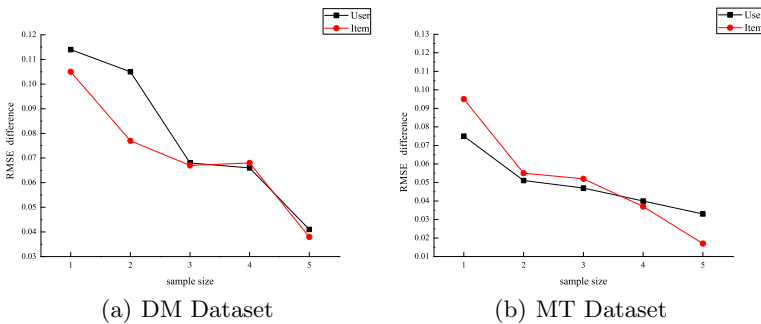 User
Item
0.12
0.11
0.10
0.09
0.08
0.07
0.06
0.05
0.04
0.03
RMSE difference
1 2 3 4 5
sample size
(a) DM Dataset
User
Item
0.13
0.12
0.11
0.10
0.09
0.08
0.07
0.06
0.05
0.04
0.03
0.02
0.01
RMSE difference
1 2 3 4 5
sample size
(b) MT Dataset